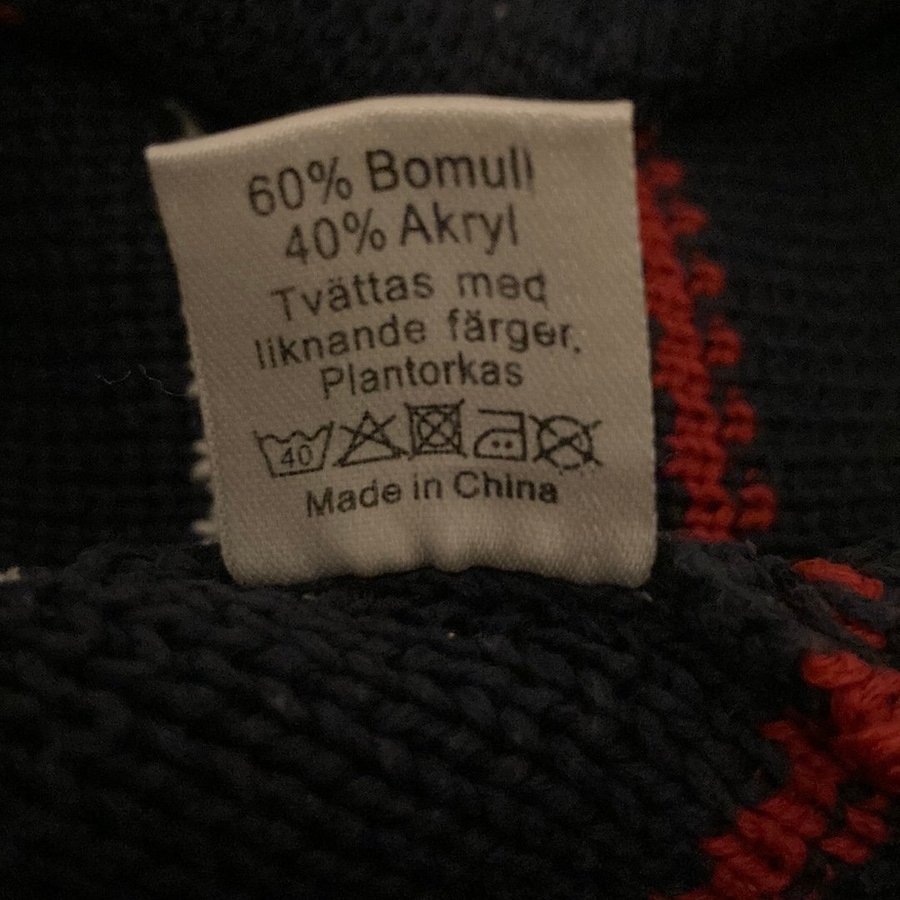 60% Bomull
40% Akryl
Tvättas med
liknande färger.
Plantorkas
40
Made in China